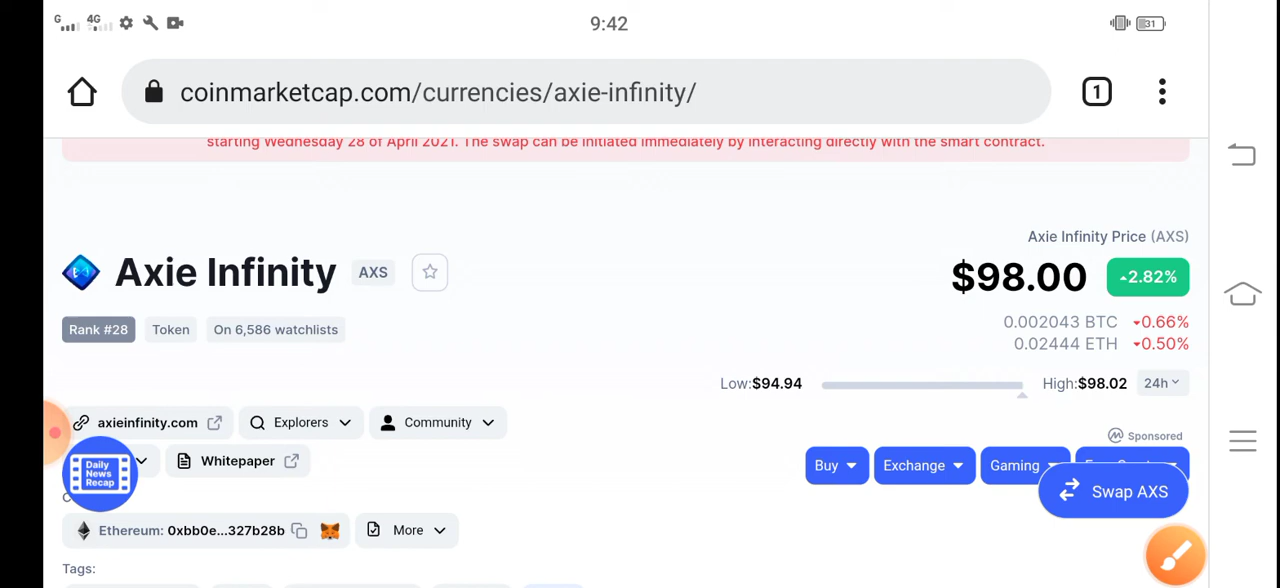 G 4G 9:42 31
coinmarketcap.com/currencies/axie-infinity/ 1
starting Wednesday 28 of April 2021. The swap can be initiated immediately by interacting directly with the smart contract.
Axie Infinity Price (AXS)
Axie Infinity AXS $98.00 2.82%
Rank #28 Token On 6,586 watchlists 0.002043 BTC 0.66%
0.02444 ETH 0.50%
Low:$94.94 High:$98.02 24h
axieinfinity.com Explorers Community
Sponsored
Whitepaper Buy Exchange Gaming
Daily
News
Recap
Swap AXS
Ethereum: 0xbb0e...327b28b More
Tags: